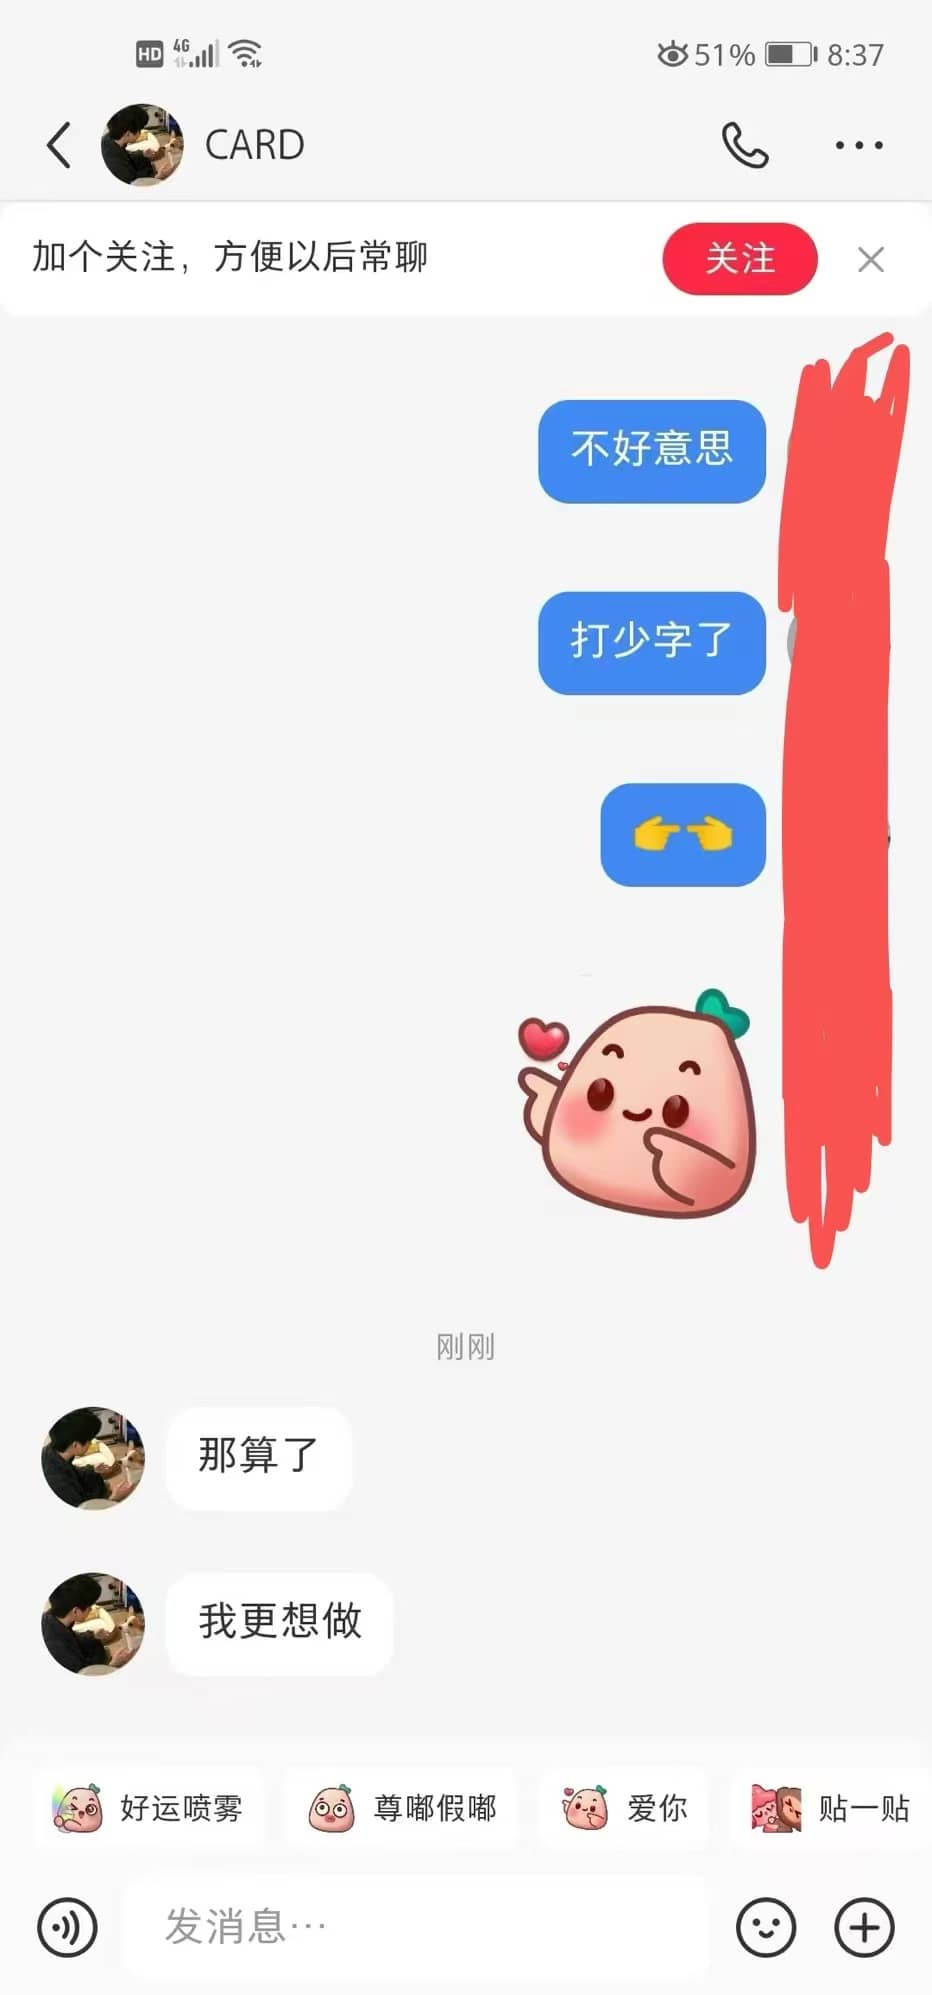 HD 4G 51% 8:37
CARD
加个关注，方便以后常聊 关注
不好意思
打少字了
👉👈
刚刚
那算了
我更想做
好运喷雾 尊嘟假嘟 爱你 贴一贴
发消息…